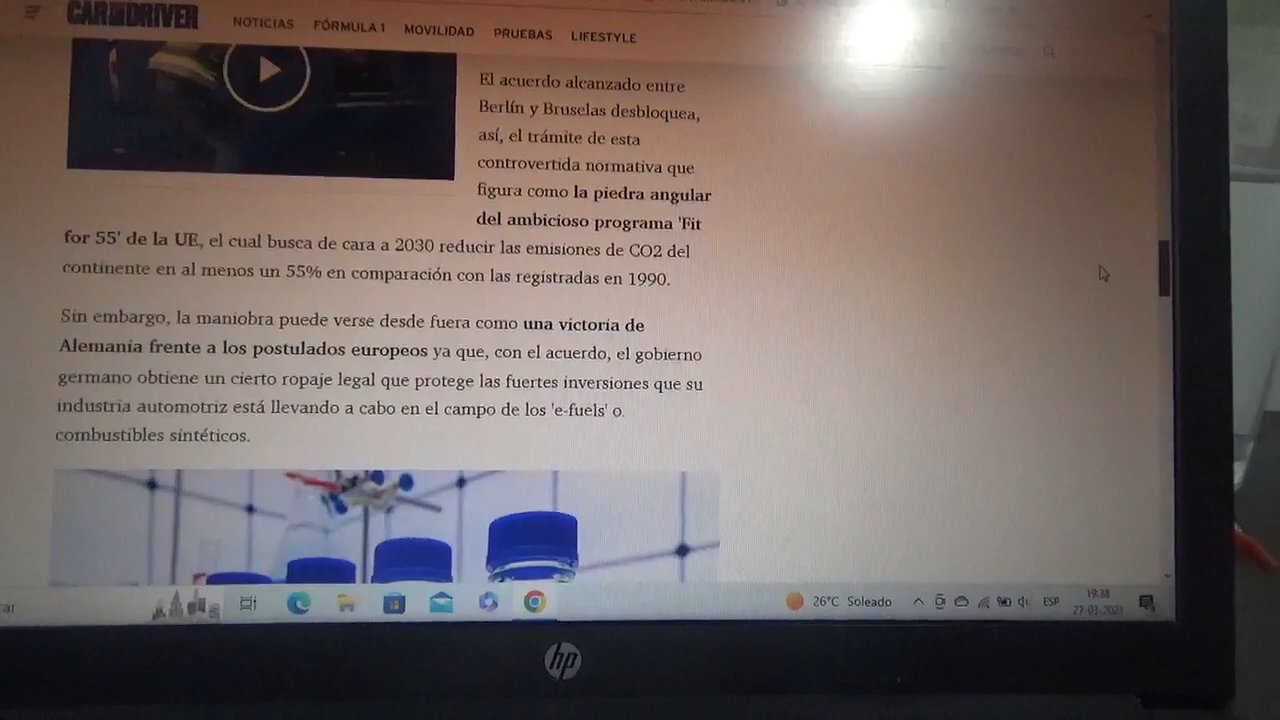 CAR AND DRIVER
NOTICIAS FÓRMULA 1 MOVILIDAD PRUEBAS LIFESTYLE
El acuerdo alcanzado entre
Berlín y Bruselas desbloquea,
así, el trámite de esta
controvertida normativa que
figura como la piedra angular
del ambicioso programa 'Fit
for 55' de la UE, el cual busca de cara a 2030 reducir las emisiones de CO2 del
continente en al menos un 55% en comparación con las registradas en 1990.
Sin embargo, la maniobra puede verse desde fuera como una victoria de
Alemania frente a los postulados europeos ya que, con el acuerdo, el gobierno
germano obtiene un cierto ropaje legal que protege las fuertes inversiones que su
industria automotriz está llevando a cabo en el campo de los 'e-fuels' o
combustibles sintéticos.
26°C Soleado
ESP
19:38
27-03-2023
hp